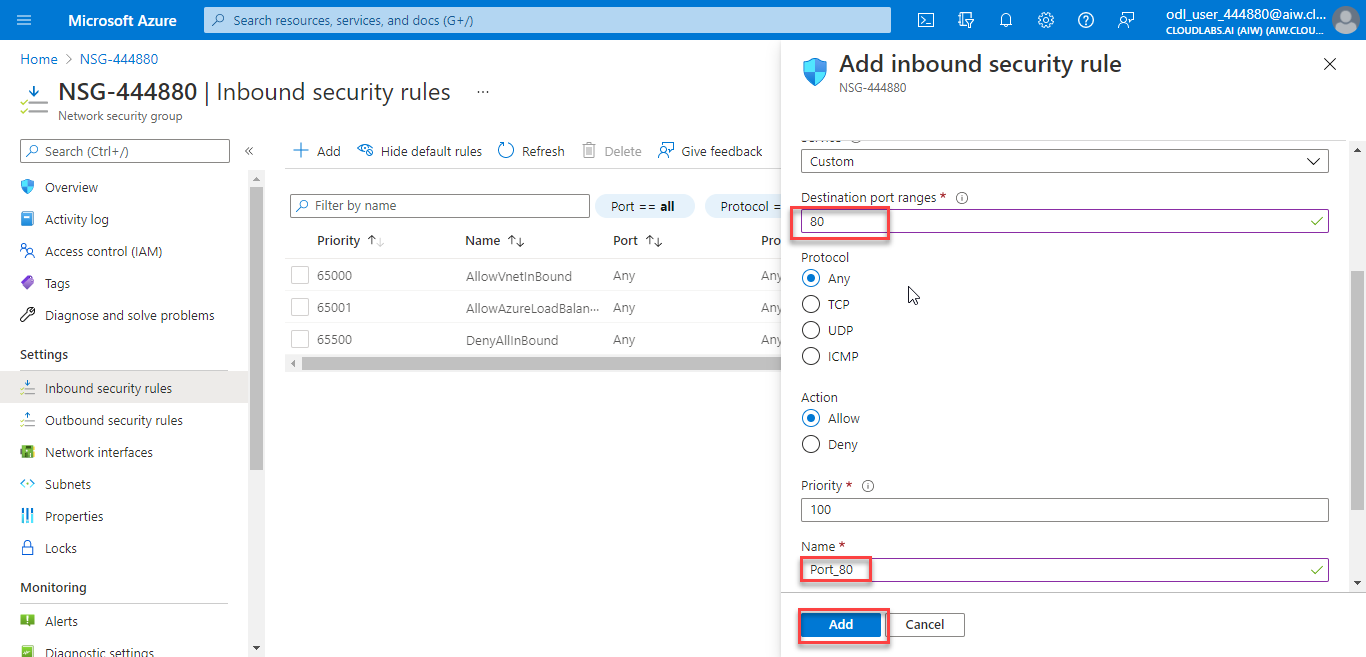 Microsoft Azure
Search resources, services, and docs (G+/)
odl_user_444880@aiw.cl...
CLOUDLABS.AI (AIW) (AIW.CLOU...
Home > NSG-444880
NSG-444880 | Inbound security rules ...
Network security group
Search (Ctrl+/)
«
Overview
Activity log
Access control (IAM)
Tags
Diagnose and solve problems
Settings
Inbound security rules
Outbound security rules
Network interfaces
Subnets
Properties
Locks
Monitoring
Alerts
Diagnostic settings
Add
Hide default rules
Refresh
Delete
Give feedback
Filter by name
Port == all
Protocol =
Priority Name Port Pro
65000 AllowVnetInBound Any Any
65001 AllowAzureLoadBalan... Any Any
65500 DenyAllInBound Any Any
Add inbound security rule
NSG-444880
Custom
Destination port ranges *
80
Protocol
Any
TCP
UDP
ICMP
Action
Allow
Deny
Priority *
100
Name *
Port_80
Add
Cancel